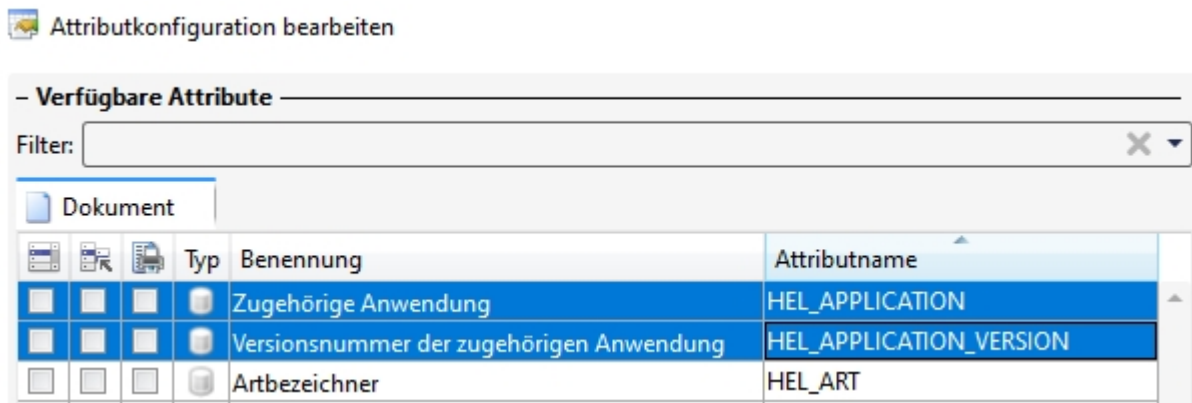 Attributkonfiguration bearbeiten
– Verfügbare Attribute
Filter:
Dokument
Typ Benennung Attributname
Zugehörige Anwendung HEL_APPLICATION
Versionsnummer der zugehörigen Anwendung HEL_APPLICATION_VERSION
Artbezeichner HEL_ART